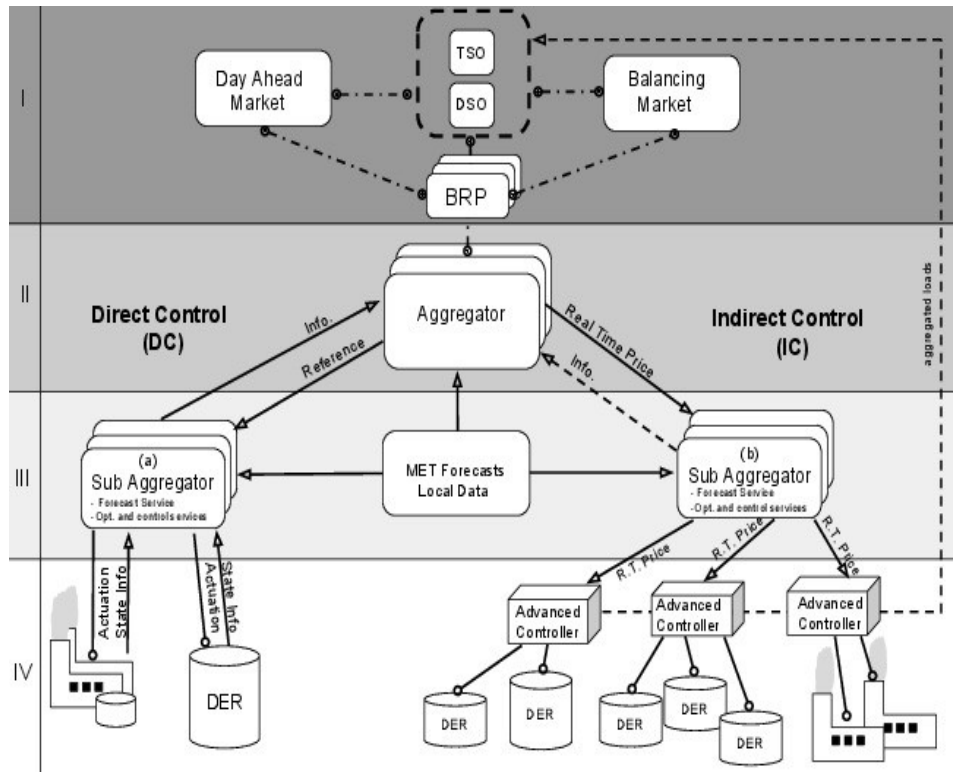 I
TSO
DSO
Day Ahead
Market
Balancing
Market
BRP
II
Direct Control
(DC)
Info.
Reference
Aggregator
Real Time Price
Info.
Indirect Control
(IC)
aggregated loads
III
(a)
Sub Aggregator
- Forecast Service
- Opt. and control services
MET Forecasts
Local Data
(b)
Sub Aggregator
- Forecast Service
-Opt. and control services
R.T. Price
R.T. Price
R.T. Price
IV
Actuation
State Info
Actuation
State Info
DER
Advanced
Controller
Advanced
Controller
Advanced
Controller
DER
DER
DER
DER
DER